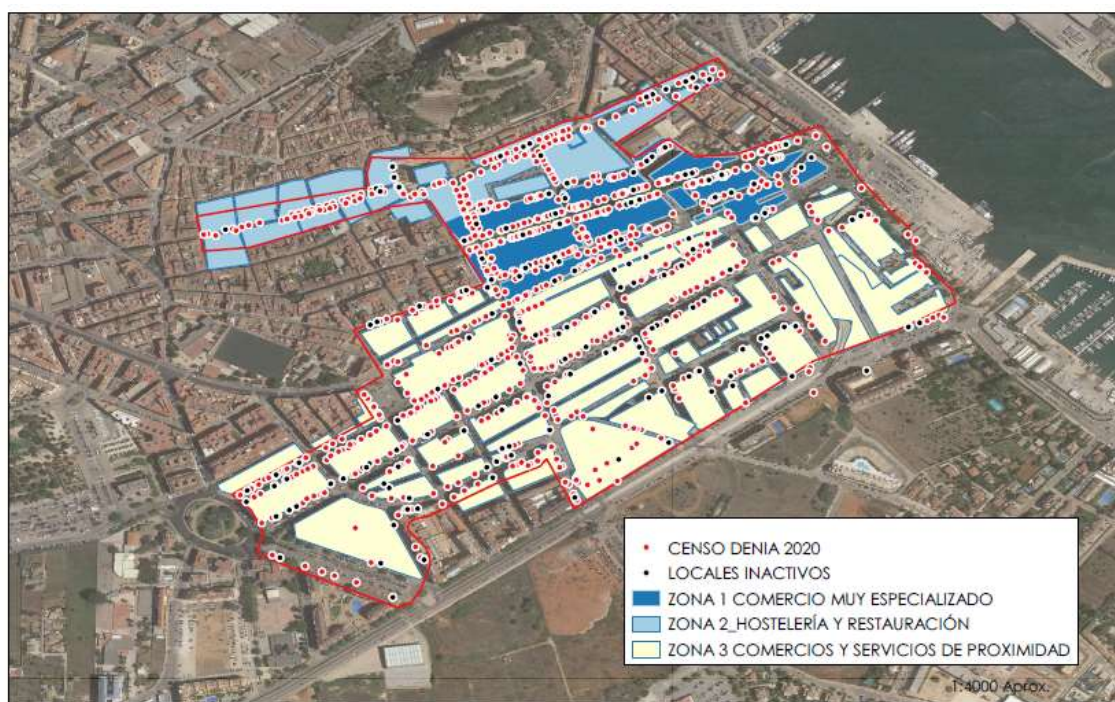 CENSO DENIA 2020
LOCALES INACTIVOS
ZONA 1 COMERCIO MUY ESPECIALIZADO
ZONA 2_HOSTELERÍA Y RESTAURACIÓN
ZONA 3 COMERCIOS Y SERVICIOS DE PROXIMIDAD
1:4000 Aprox.